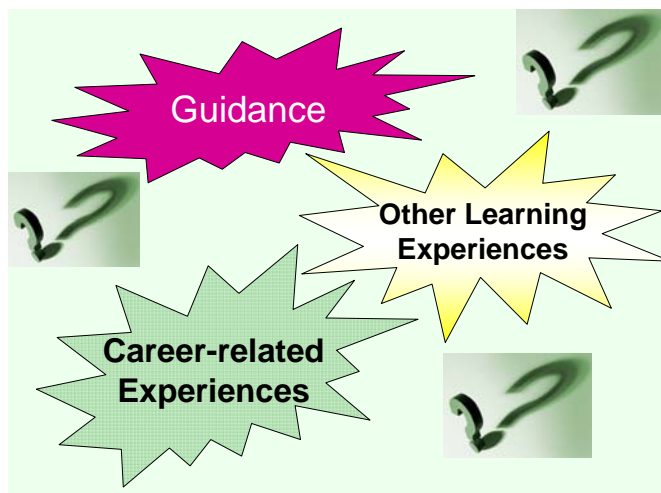 Guidance
Other Learning
Experiences
Career-related
Experiences